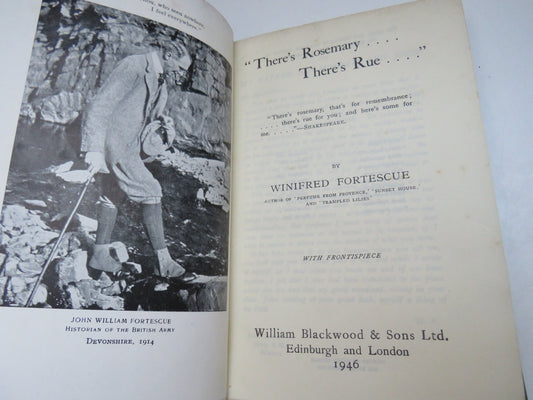 now, who seem nowhere,
I feel everywhere."
JOHN WILLIAM FORTESCUE
HISTORIAN OF THE BRITISH ARMY
DEVONSHIRE, 1914
"There's Rosemary . . . .
There's Rue . . . ."
"There's rosemary, that's for remembrance;
. . . . there's rue for you; and here's some for
me. . . . ."—SHAKESPEARE.
BY
WINIFRED FORTESCUE
AUTHOR OF 'PERFUME FROM PROVENCE,' 'SUNSET HOUSE,'
AND 'TRAMPLED LILIES'
WITH FRONTISPIECE
William Blackwood & Sons Ltd.
Edinburgh and London
1946